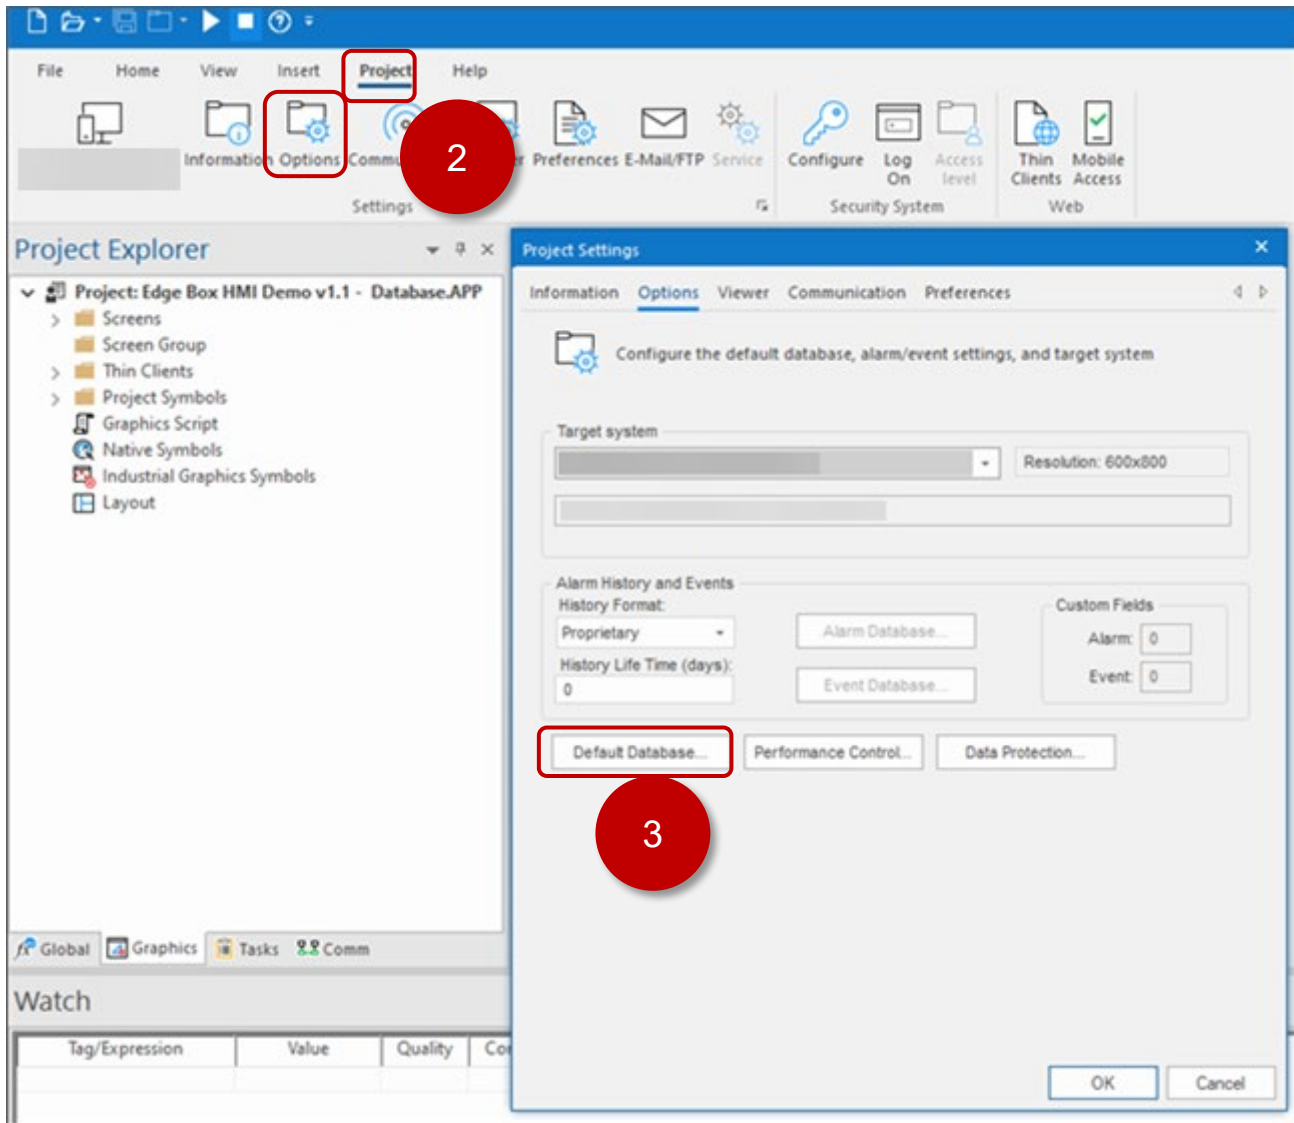 File Home View Insert Project Help
Information Options Preferences E-Mail/FTP Service Configure Log On Access level Thin Clients Mobile Access
2
Settings Security System Web
Project Explorer
Project: Edge Box HMI Demo v1.1 - Database.APP
Screens
Screen Group
Thin Clients
Project Symbols
Graphics Script
Native Symbols
Industrial Graphics Symbols
Layout
Global Graphics Tasks Comm
Watch
Tag/Expression Value Quality
Project Settings
Information Options Viewer Communication Preferences
Configure the default database, alarm/event settings, and target system
Target system
Resolution: 600x800
Alarm History and Events
History Format:
Proprietary
History Life Time (days):
0
Alarm Database...
Event Database...
Custom Fields
Alarm: 0
Event: 0
Default Database... Performance Control... Data Protection...
3
OK Cancel